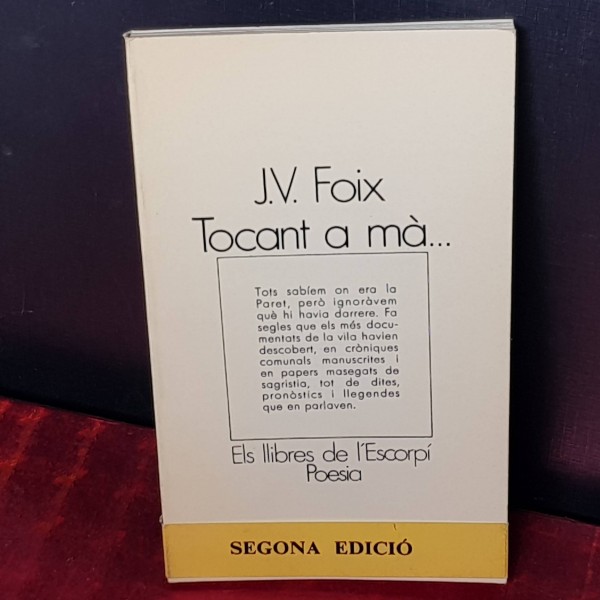 J.V. Foix
Tocant a mà...
Tots sabíem on era la
Paret, però ignoràvem
què hi havia darrere. Fa
segles que els més docu-
mentats de la vila havien
descobert, en cròniques
comunals manuscrites i
en papers masegats de
sagristia, tot de dites,
pronòstics i llegendes
que en parlaven.
Els llibres de l'Escorpí
Poesia
SEGONA EDICIÓ